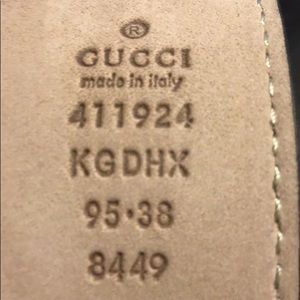 ®
GUCCI
made in italy
411924
KGDHX
95·38
8449